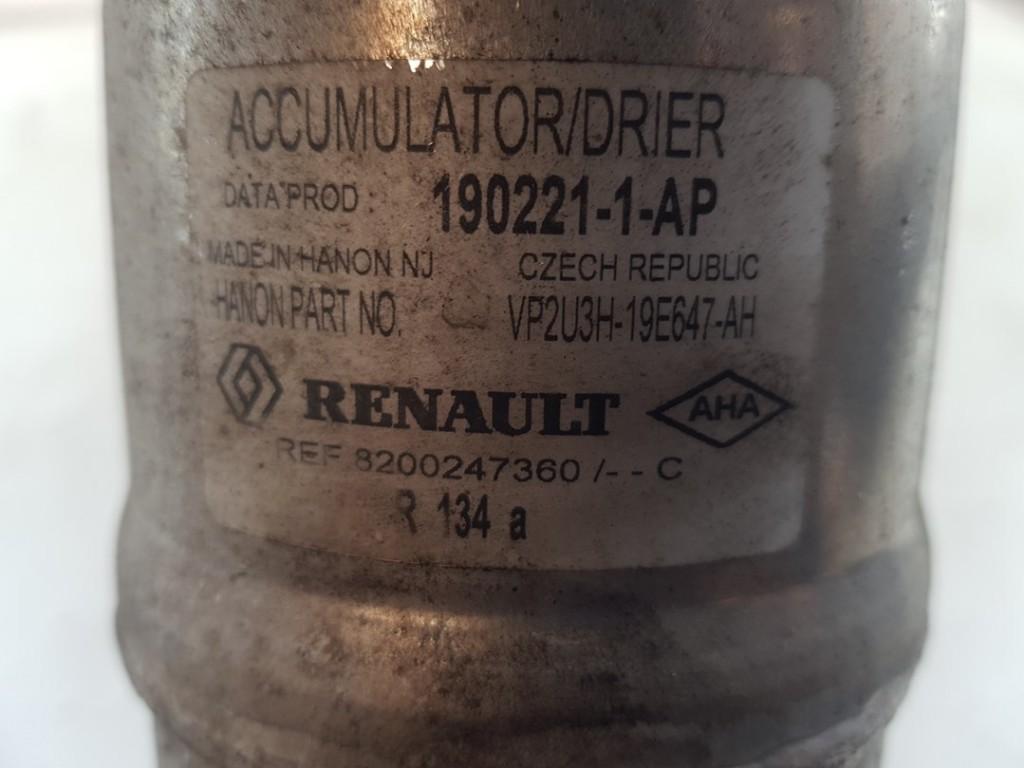 ACCUMULATOR/DRIER
DATA PROD : 190221-1-AP
MADE IN HANON NJ CZECH REPUBLIC
HANON PART NO. VP2U3H-19E647-AH
RENAULT AHA
REF 8200247360 /- - C
R 134 a